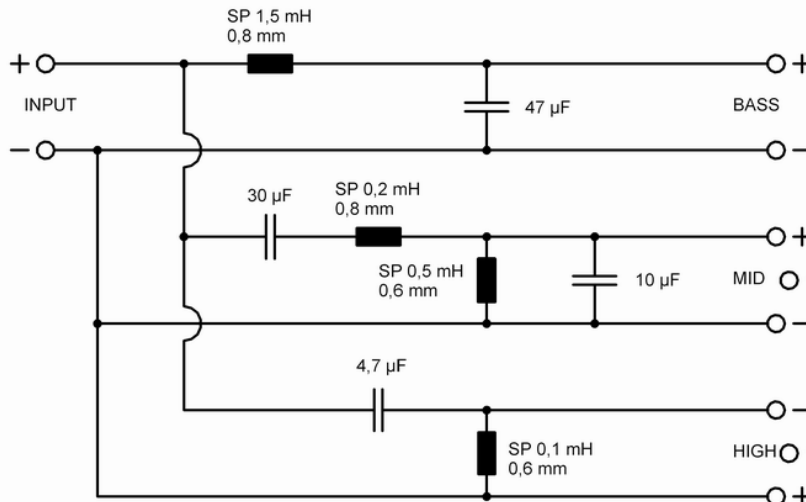 SP 1,5 mH
0,8 mm
+
+
INPUT
47 µF
BASS
−
−
30 µF
SP 0,2 mH
0,8 mm
+
SP 0,5 mH
0,6 mm
10 µF
MID
−
4,7 µF
−
SP 0,1 mH
0,6 mm
HIGH
+